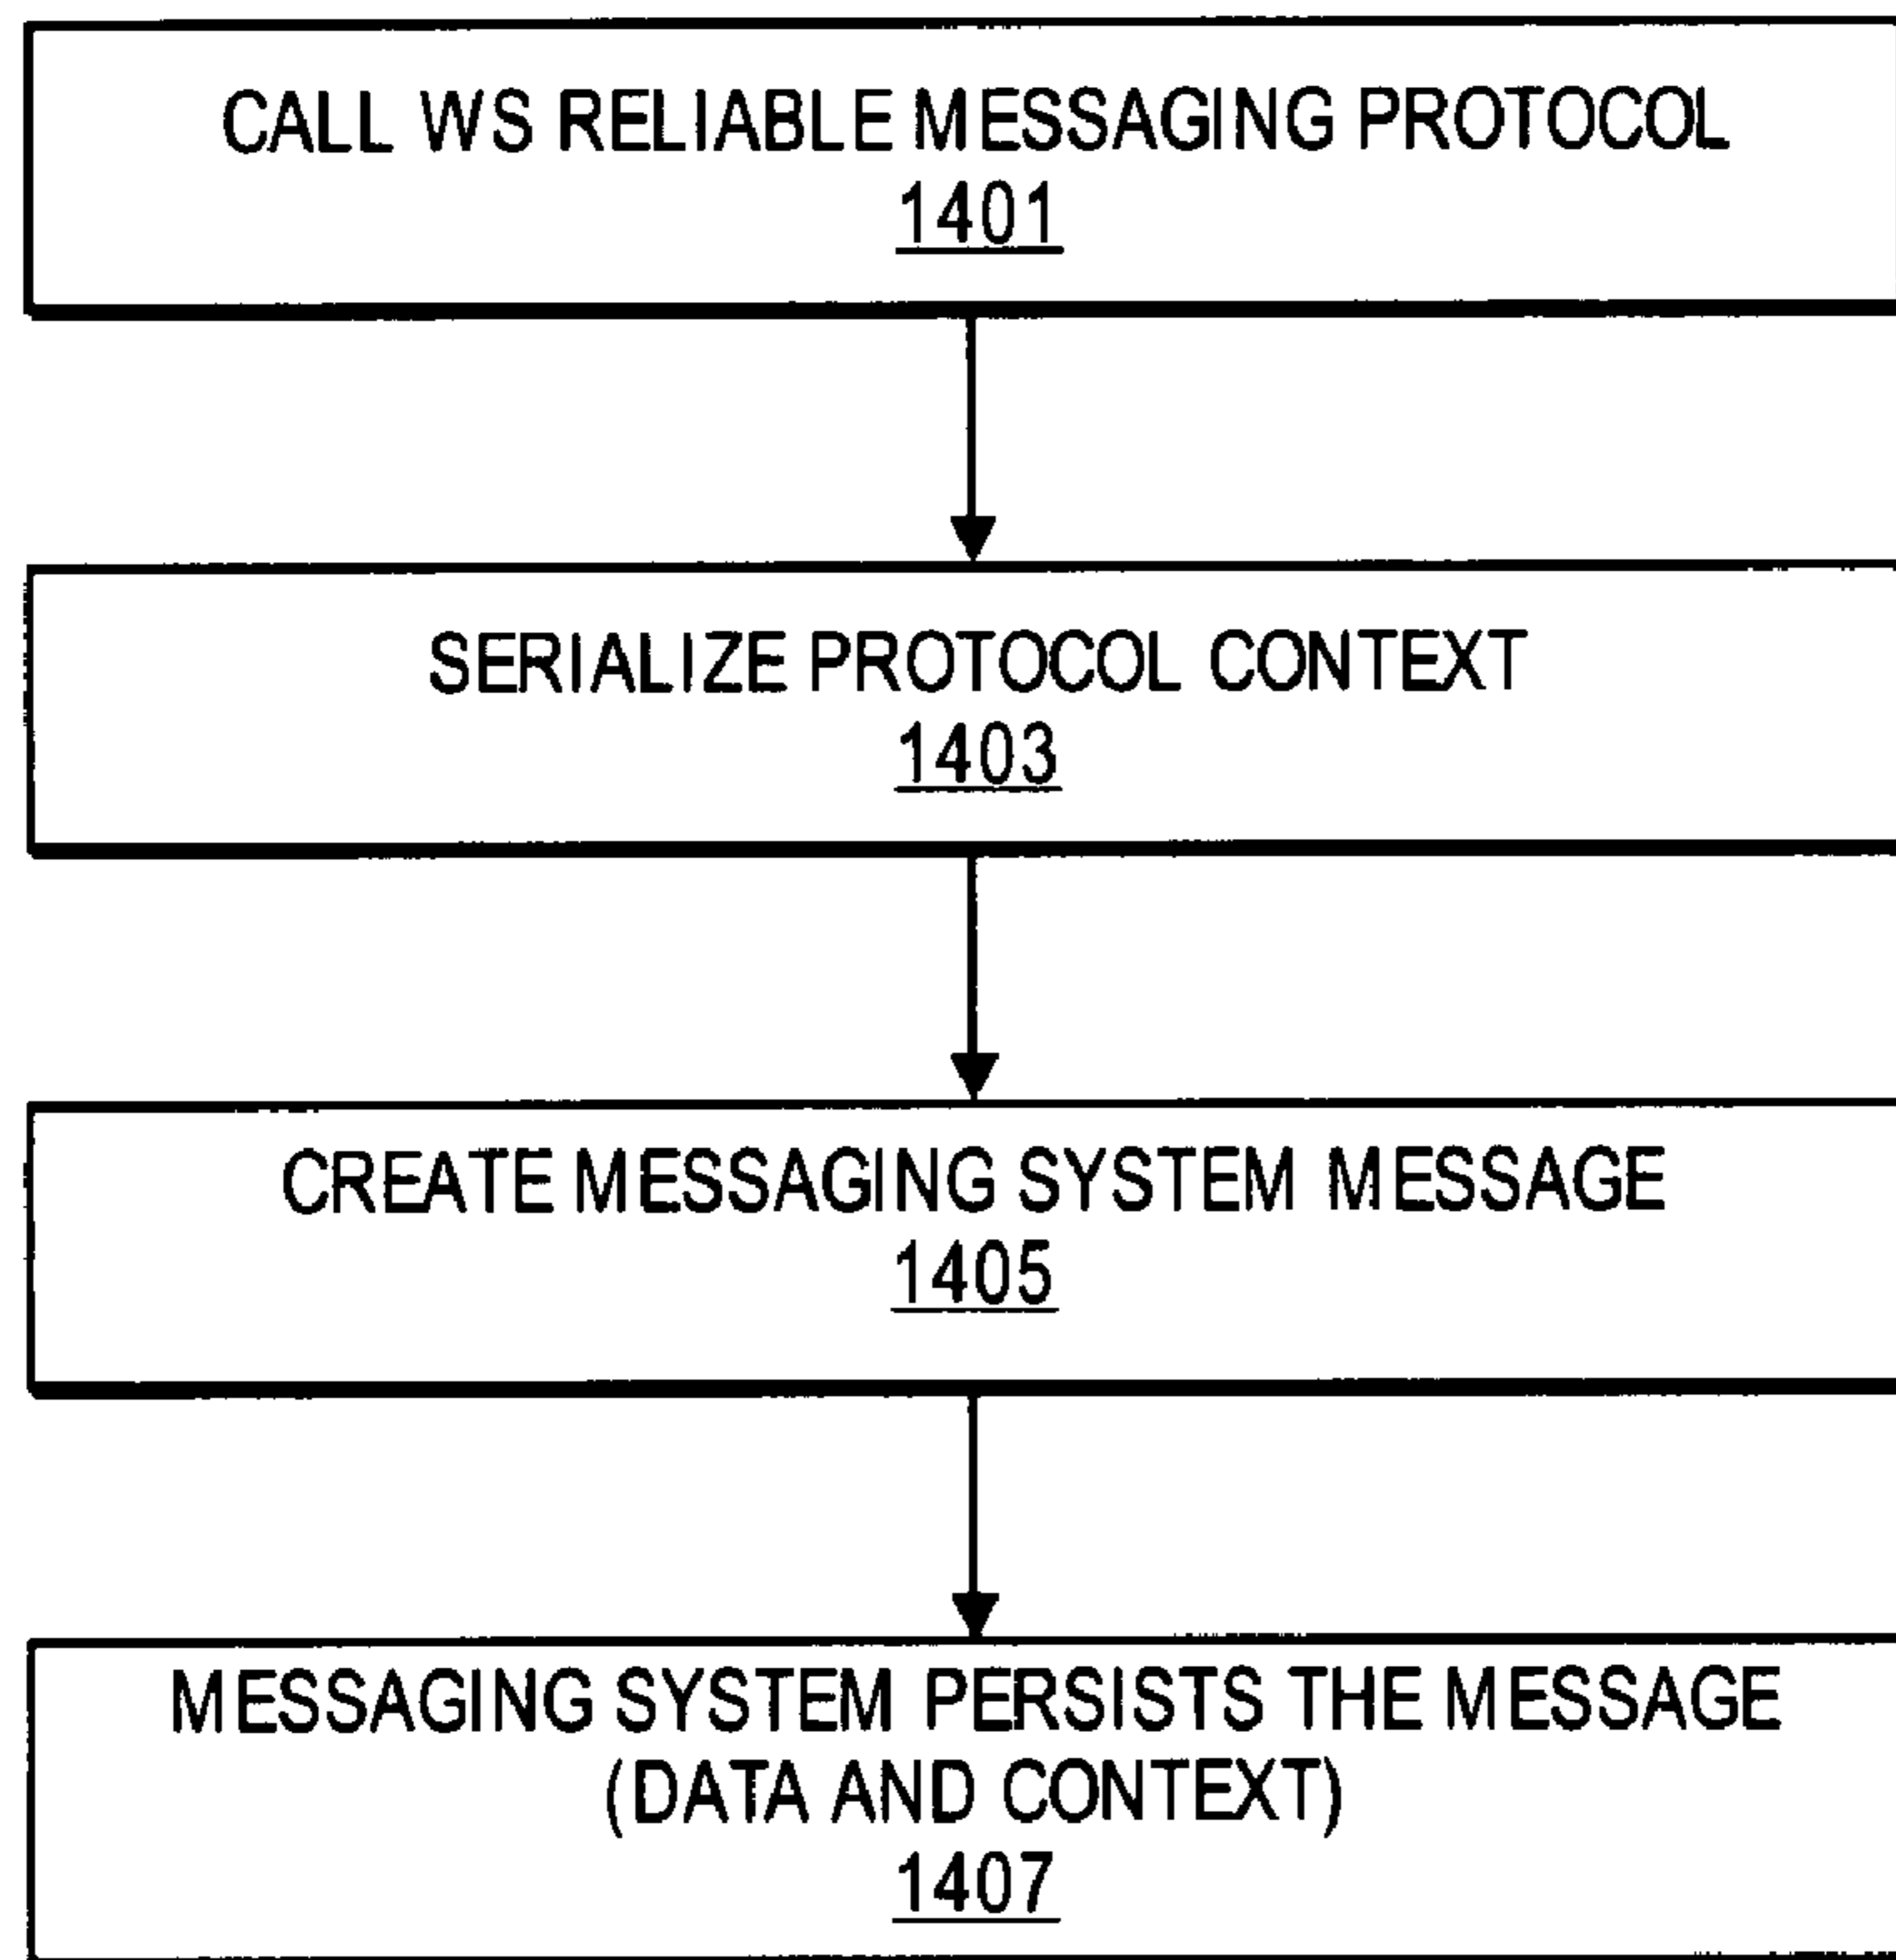 CALL WS RELIABLE MESSAGING PROTOCOL
1401
SERIALIZE PROTOCOL CONTEXT
1403
CREATE MESSAGING SYSTEM MESSAGE
1405
MESSAGING SYSTEM PERSISTS THE MESSAGE
(DATA AND CONTEXT)
1407